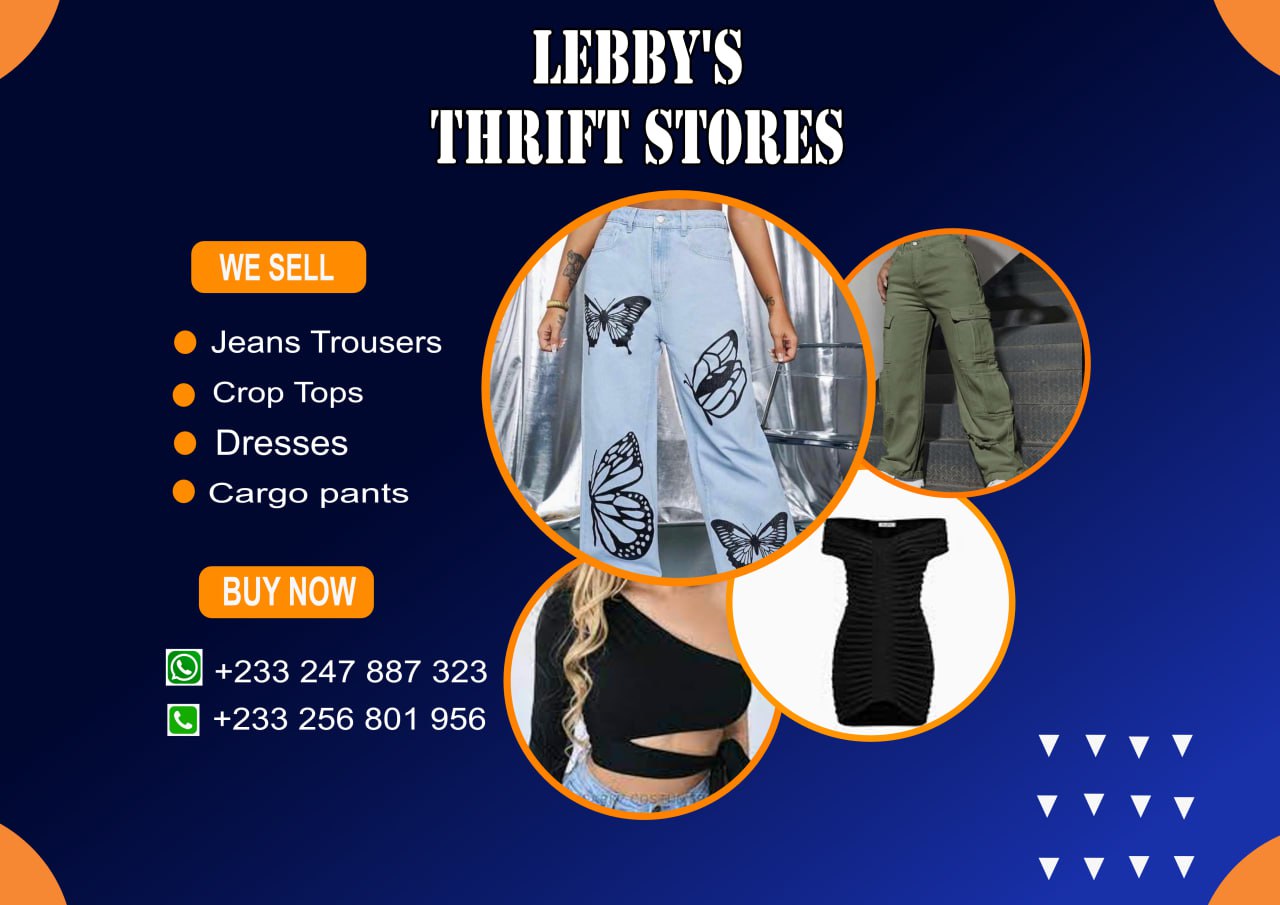 LEBBY'S
THRIFT STORES
WE SELL
Jeans Trousers
Crop Tops
Dresses
Cargo pants
BUY NOW
+233 247 887 323
+233 256 801 956